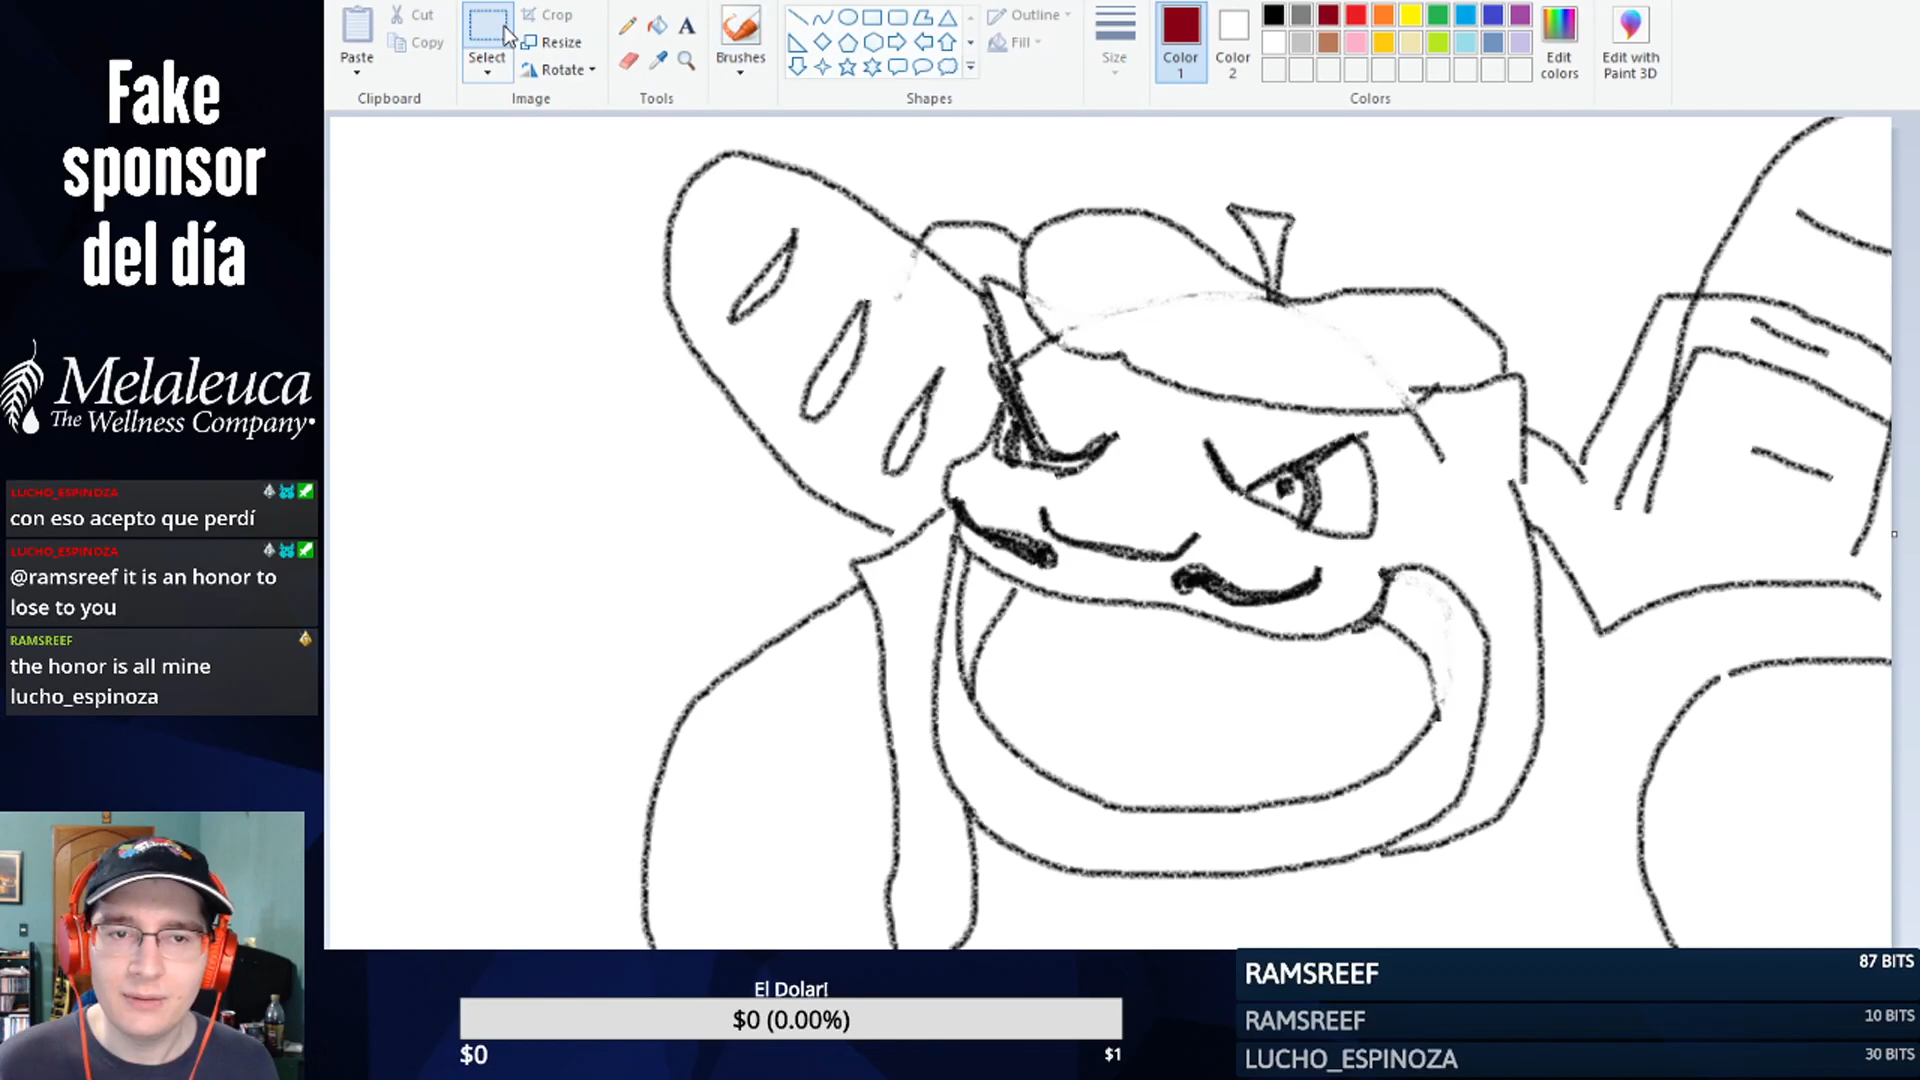 Fake
sponsor
del día
Melaleuca
The Wellness Company•
LUCHO_ESPINOZA
con eso acepto que perdí
LUCHO_ESPINOZA
@ramsreef it is an honor to
lose to you
RAMSREEF
the honor is all mine
lucho_espinoza
Paste
Cut
Copy
Clipboard
Select
Crop
Resize
Rotate
Image
A
Tools
Brushes
Shapes
Outline
Fill
Size
Color
1
Color
2
Colors
Edit
colors
Edit with
Paint 3D
El Dolar!
$0 (0.00%)
$0
$1
RAMSREEF
87 BITS
RAMSREEF
10 BITS
LUCHO_ESPINOZA
30 BITS